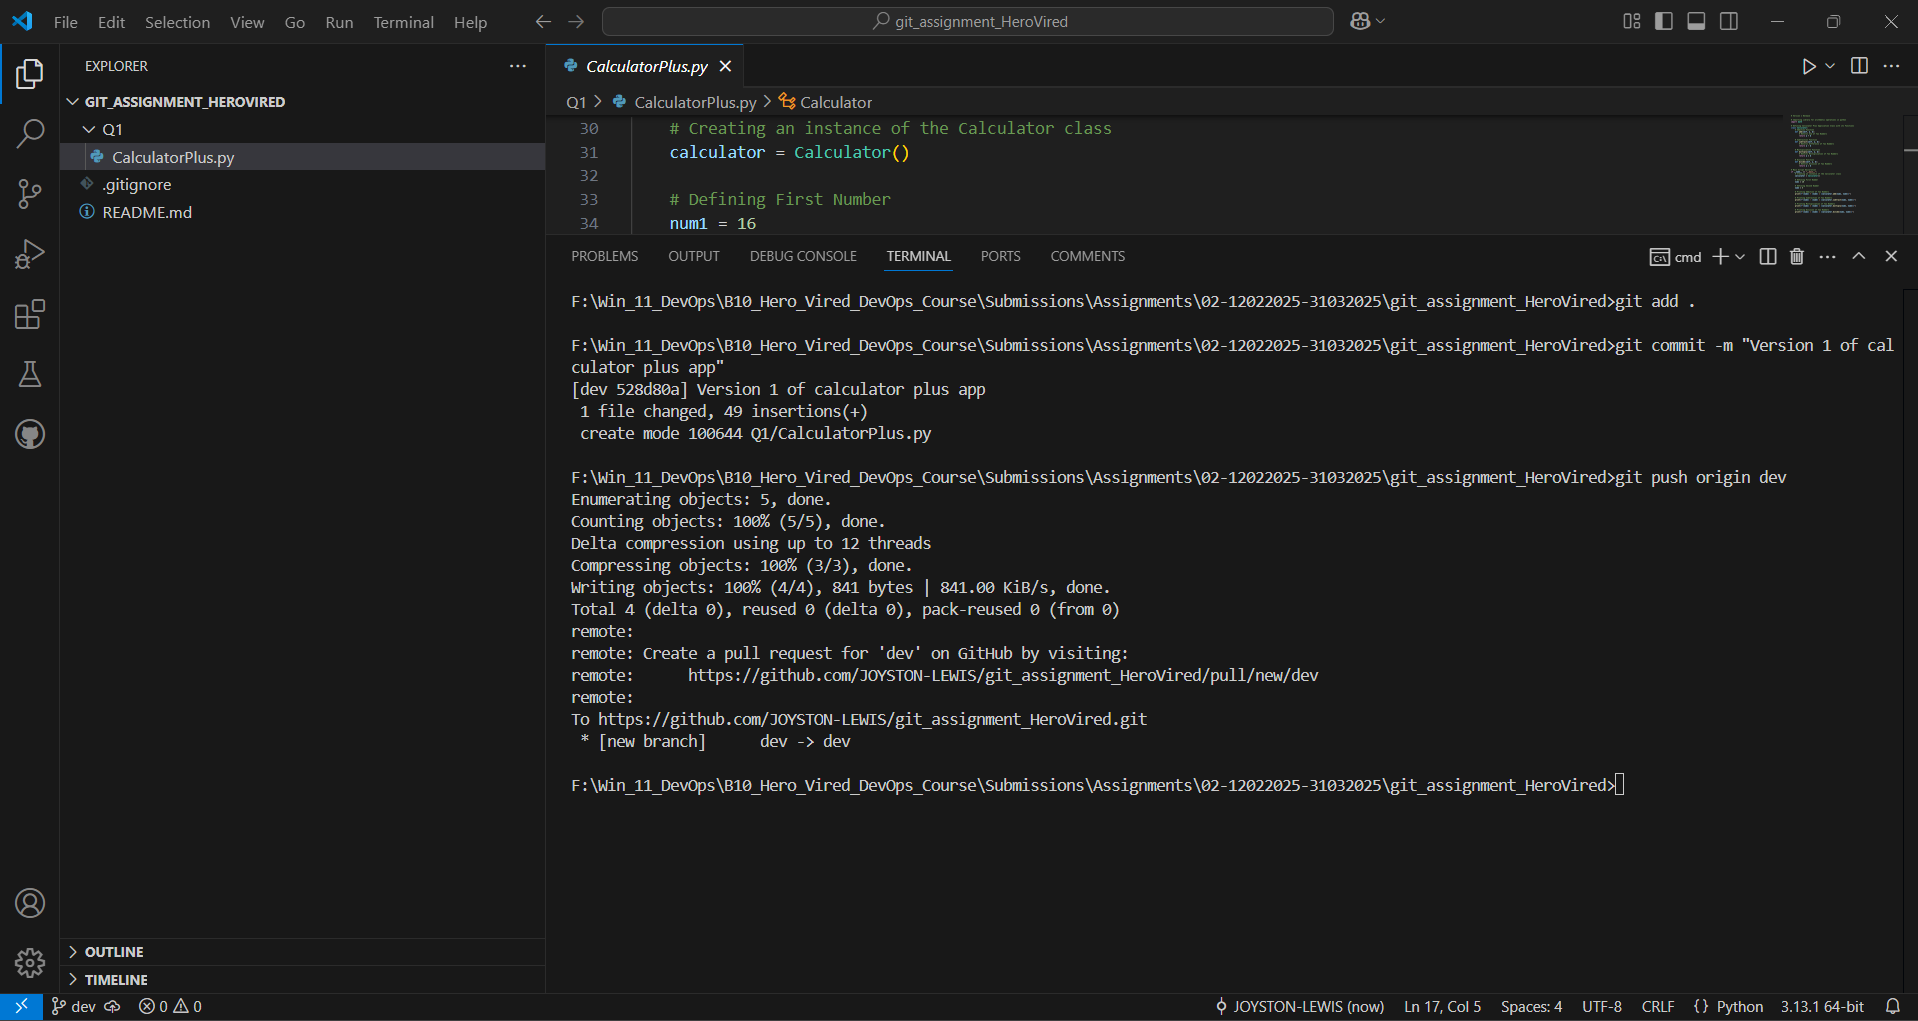 File Edit Selection View Go Run Terminal Help
git_assignment_HeroVired
EXPLORER
GIT_ASSIGNMENT_HEROVIRED
Q1
CalculatorPlus.py
.gitignore
README.md
OUTLINE
TIMELINE
CalculatorPlus.py
Q1 > CalculatorPlus.py > Calculator
30 # Creating an instance of the Calculator class
31 calculator = Calculator()
32
33 # Defining First Number
34 num1 = 16
PROBLEMS OUTPUT DEBUG CONSOLE TERMINAL PORTS COMMENTS
cmd
F:\Win_11_DevOps\B10_Hero_Vired_DevOps_Course\Submissions\Assignments\02-12022025-31032025\git_assignment_HeroVired>git add .
F:\Win_11_DevOps\B10_Hero_Vired_DevOps_Course\Submissions\Assignments\02-12022025-31032025\git_assignment_HeroVired>git commit -m "Version 1 of cal
culator plus app"
[dev 528d80a] Version 1 of calculator plus app
1 file changed, 49 insertions(+)
create mode 100644 Q1/CalculatorPlus.py
F:\Win_11_DevOps\B10_Hero_Vired_DevOps_Course\Submissions\Assignments\02-12022025-31032025\git_assignment_HeroVired>git push origin dev
Enumerating objects: 5, done.
Counting objects: 100% (5/5), done.
Delta compression using up to 12 threads
Compressing objects: 100% (3/3), done.
Writing objects: 100% (4/4), 841 bytes | 841.00 KiB/s, done.
Total 4 (delta 0), reused 0 (delta 0), pack-reused 0 (from 0)
remote:
remote: Create a pull request for 'dev' on GitHub by visiting:
remote:      https://github.com/JOYSTON-LEWIS/git_assignment_HeroVired/pull/new/dev
remote:
To https://github.com/JOYSTON-LEWIS/git_assignment_HeroVired.git
* [new branch]      dev -> dev
F:\Win_11_DevOps\B10_Hero_Vired_DevOps_Course\Submissions\Assignments\02-12022025-31032025\git_assignment_HeroVired>
dev 0 0 JOYSTON-LEWIS (now) Ln 17, Col 5 Spaces: 4 UTF-8 CRLF {} Python 3.13.1 64-bit